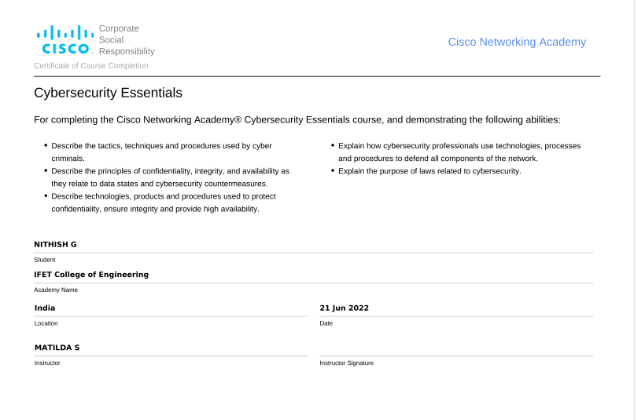 CISCO.
Corporate
Social
Responsibility
Cisco Networking Academy
Certificate of Course Completion
Cybersecurity Essentials
For completing the Cisco Networking Academy® Cybersecurity Essentials course, and demonstrating the following abilities:
• Describe the tactics, techniques and procedures used by cyber
criminals.
• Describe the principles of confidentiality, integrity, and availability as
they relate to data states and cybersecurity countermeasures.
• Describe technologies, products and procedures used to protect
confidentiality, ensure integrity and provide high availability.
• Explain how cybersecurity professionals use technologies, processes
and procedures to defend all components of the network.
• Explain the purpose of laws related to cybersecurity.
NITHISH G
Student
IFET College of Engineering
Academy Name
India
Location
21 Jun 2022
Date
MATILDA S
Instructor
Instructor Signature